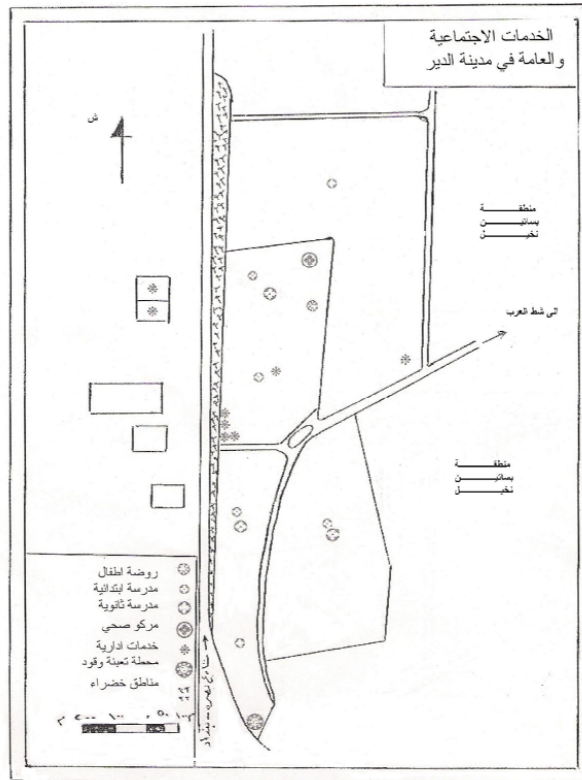 الخدمات الاجتماعية
والعامة في مدينة الدير
ش
منطقة
بساتين
نخيل
الى شط العرب
منطقة
بساتين
نخيل
روضة اطفال
مدرسة ابتدائية
مدرسة ثانوية
مركو صحي
خدمات ادارية
محطة تعبئة وقود
مناطق خضراء